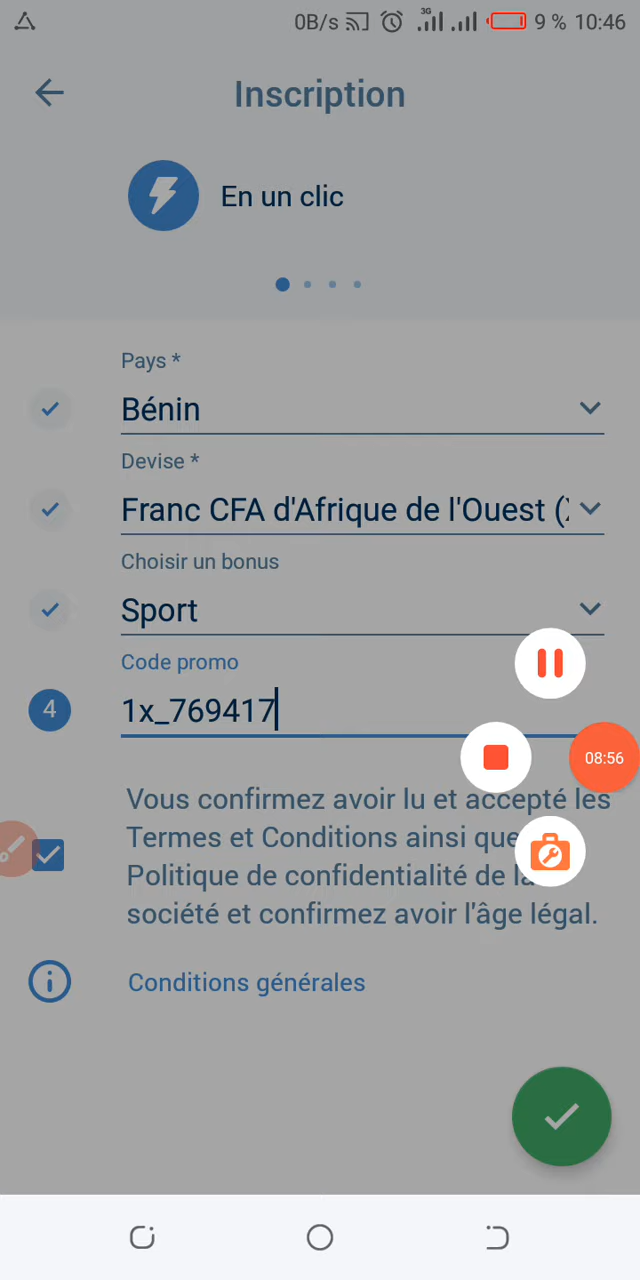 0B/s 3G 9 % 10:46
Inscription
En un clic
Pays *
Bénin
Devise *
Franc CFA d'Afrique de l'Ouest (
Choisir un bonus
Sport
Code promo
4
1x_769417
08:56
Vous confirmez avoir lu et accepté les
Termes et Conditions ainsi que
Politique de confidentialité de la
société et confirmez avoir l'âge légal.
Conditions générales